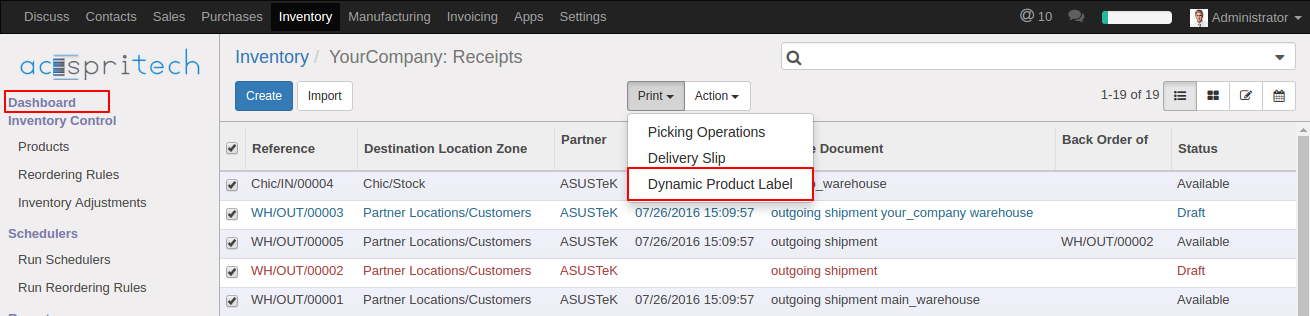 Discuss Contacts Sales Purchases Inventory Manufacturing Invoicing Apps Settings @ 10 Administrator
acespritech
Inventory / YourCompany: Receipts
Create Import Print Action 1-19 of 19
Dashboard
Inventory Control
Products
Reordering Rules
Inventory Adjustments
Schedulers
Run Schedulers
Run Reordering Rules
Picking Operations
Delivery Slip
Dynamic Product Label
Reference Destination Location Zone Partner Document Back Order of Status
Chic/IN/00004 Chic/Stock ASUSTeK _warehouse Available
WH/OUT/00003 Partner Locations/Customers ASUSTeK 07/26/2016 15:09:57 outgoing shipment your_company warehouse Draft
WH/OUT/00005 Partner Locations/Customers ASUSTeK 07/26/2016 15:09:57 outgoing shipment WH/OUT/00002 Available
WH/OUT/00002 Partner Locations/Customers ASUSTeK outgoing shipment Draft
WH/OUT/00001 Partner Locations/Customers ASUSTeK 07/26/2016 15:09:57 outgoing shipment main_warehouse Available